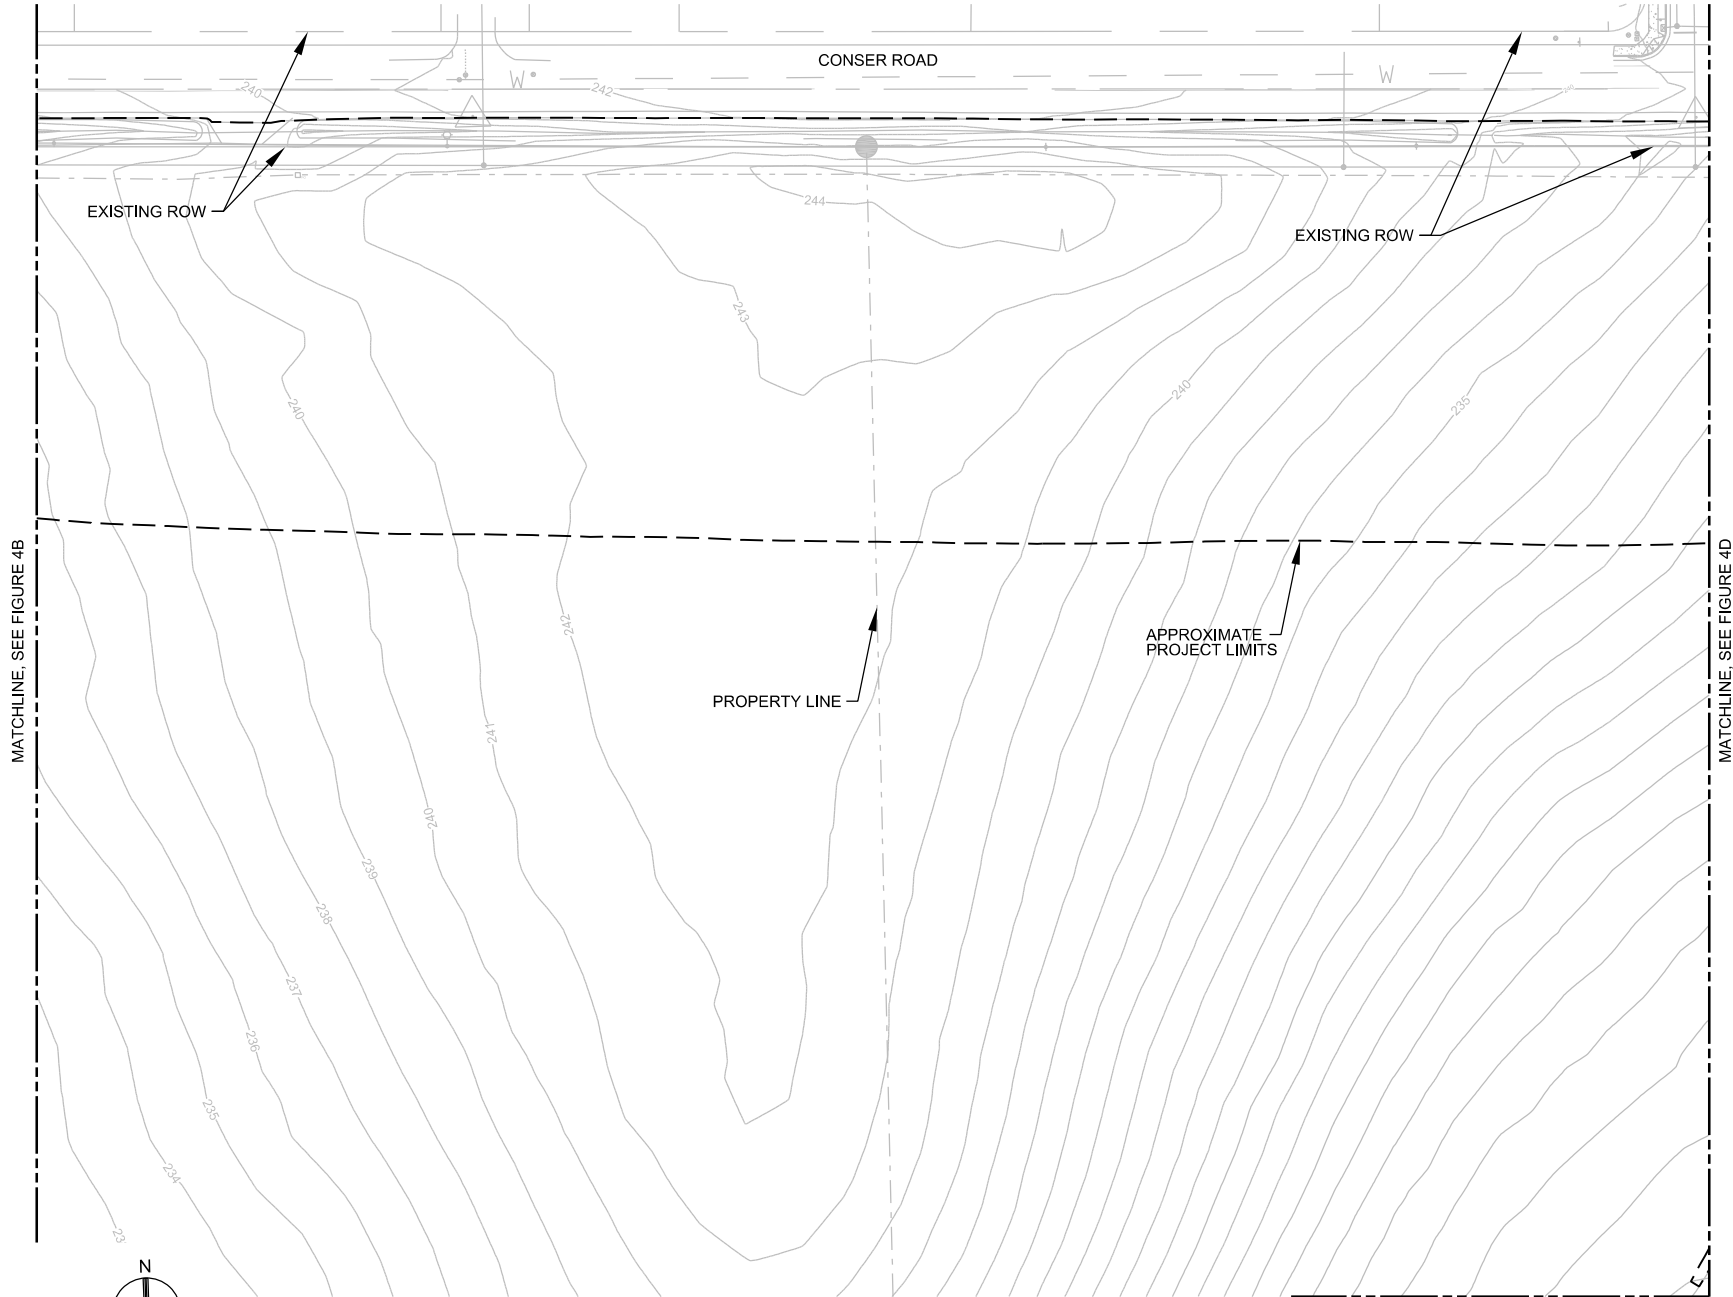 CONSER ROAD
W
W
240
242
EXISTING ROW
244
EXISTING ROW
243
240
240
235
MATCHLINE, SEE FIGURE 4B
MATCHLINE, SEE FIGURE 4D
242
APPROXIMATE
PROJECT LIMITS
PROPERTY LINE
241
240
239
238
237
236
235
234
23
N